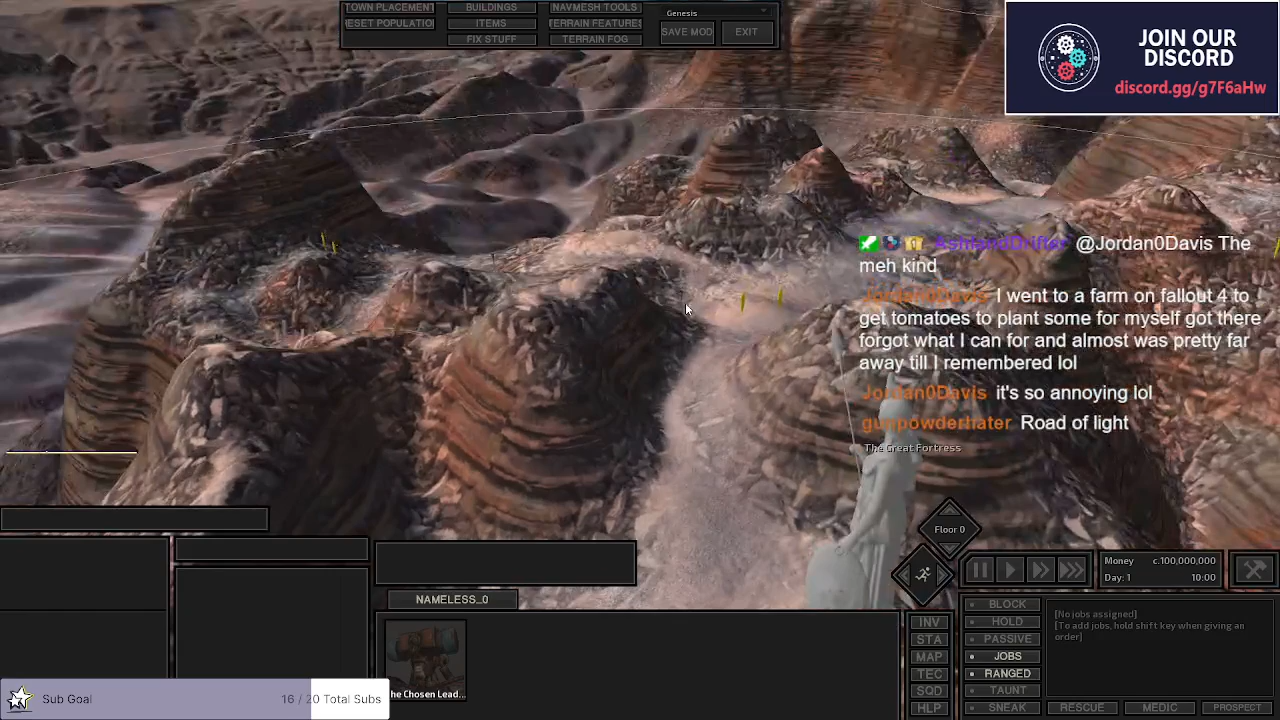 TOWN PLACEMENT
BUILDINGS
NAVMESH TOOLS
Genesis
ESET POPULATIO
ITEMS
TERRAIN FEATURES
SAVE MOD
EXIT
FIX STUFF
TERRAIN FOG
JOIN OUR
DISCORD
discord.gg/g7F6aHw
AshlandDrifter @Jordan0Davis The
meh kind
Jordan0Davis I went to a farm on fallout 4 to
get tomatoes to plant some for myself got there
forgot what I can for and almost was pretty far
away till I remembered lol
Jordan0Davis it's so annoying lol
gunpowderhater Road of light
The Great Fortress
Floor 0
Money c.100,000,000
Day: 1 10:00
NAMELESS_0
he Chosen Lead...
INV
STA
MAP
TEC
SQD
HLP
BLOCK
HOLD
PASSIVE
JOBS
RANGED
TAUNT
SNEAK
[No jobs assigned]
[To add jobs, hold shift key when giving an
order]
RESCUE
MEDIC
PROSPECT
Sub Goal
16 / 20 Total Subs